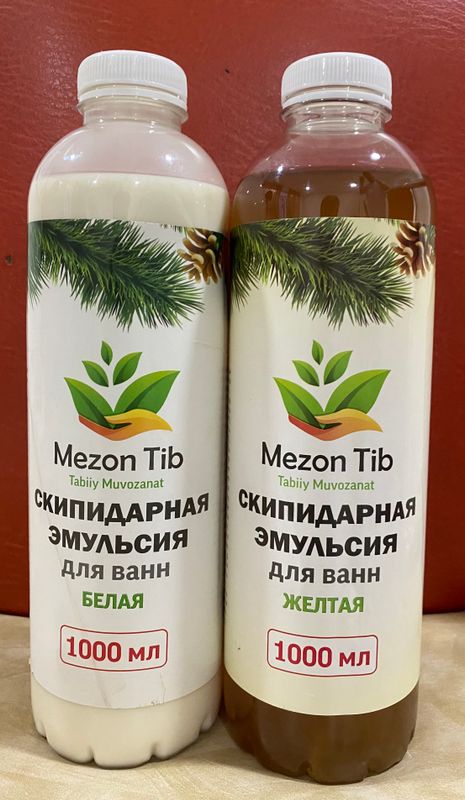 Mezon Tib
Tabiiy Muvozanat
СКИПИДАРНАЯ
ЭМУЛЬСИЯ
для ванн
БЕЛАЯ
1000 мл
Mezon Tib
Tabiiy Muvozanat
СКИПИДАРНАЯ
ЭМУЛЬСИЯ
для ванн
ЖЕЛТАЯ
1000 мл